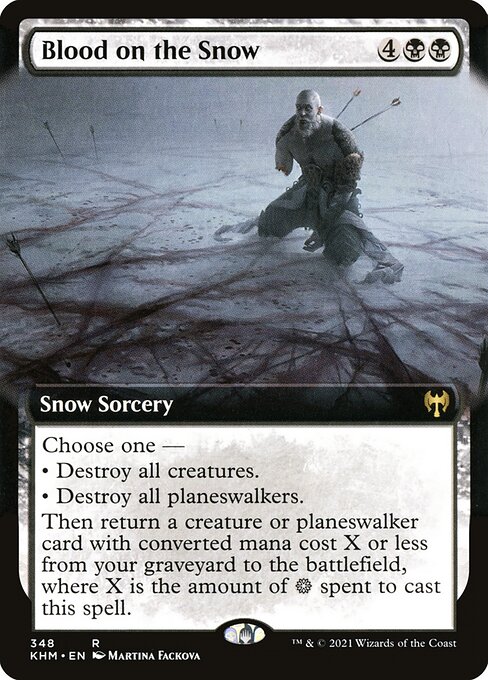 Blood on the Snow 4
Snow Sorcery
Choose one —
• Destroy all creatures.
• Destroy all planeswalkers.
Then return a creature or planeswalker
card with converted mana cost X or less
from your graveyard to the battlefield,
where X is the amount of spent to cast
this spell.
348 R
KHM • EN Martina Fackova
™ & © 2021 Wizards of the Coast